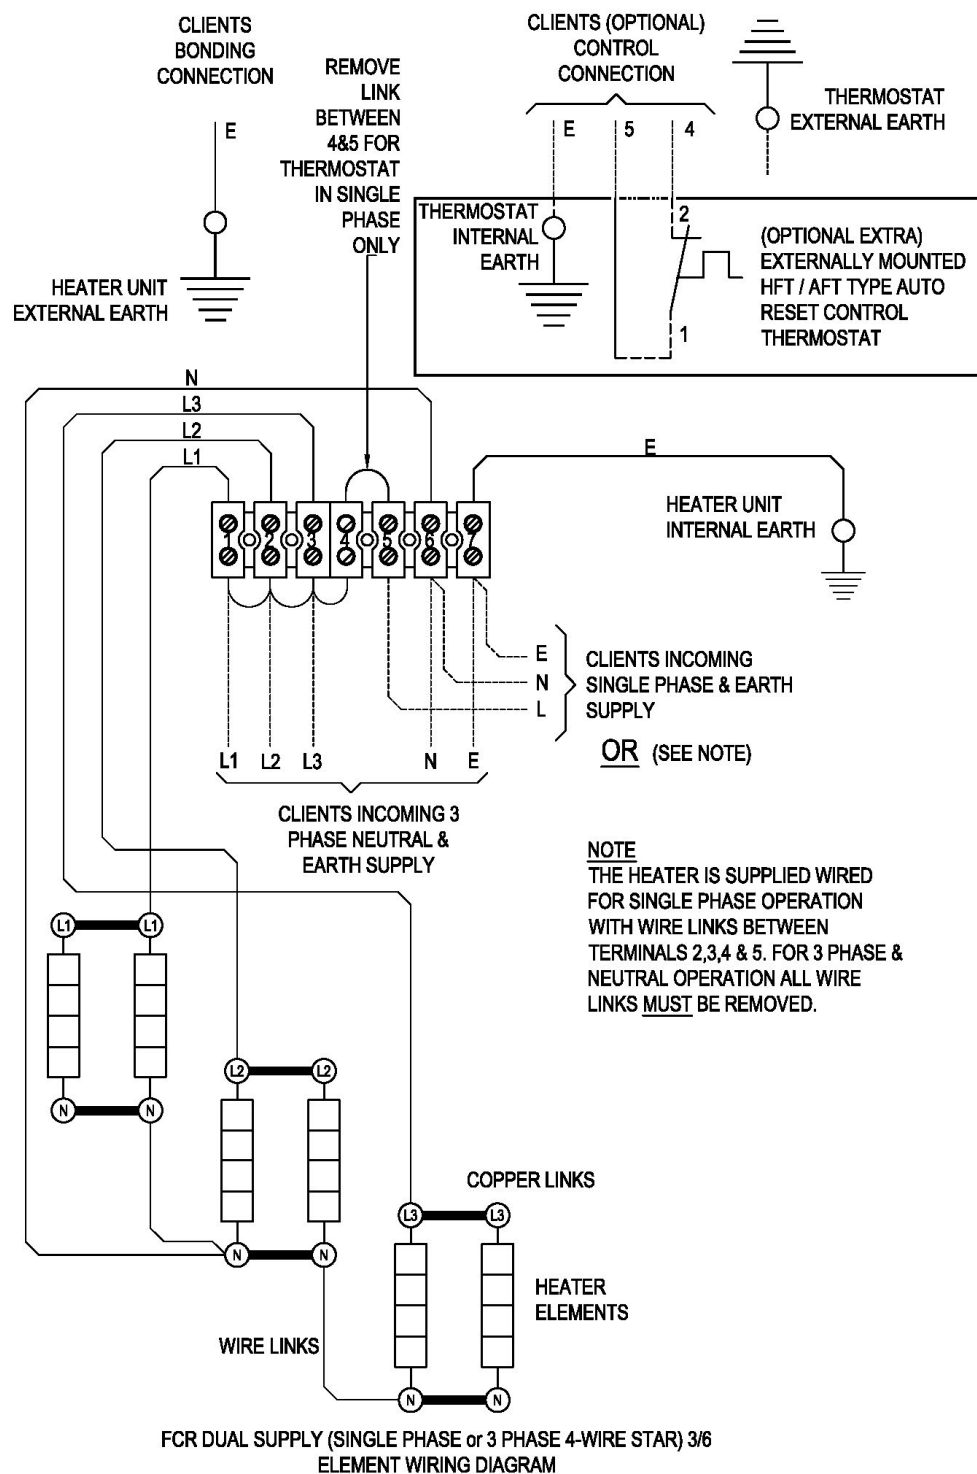 CLIENTS
BONDING
CONNECTION
E
HEATER UNIT
EXTERNAL EARTH
REMOVE
LINK
BETWEEN
4&5 FOR
THERMOSTAT
IN SINGLE
PHASE
ONLY
CLIENTS (OPTIONAL)
CONTROL
CONNECTION
E 5 4
THERMOSTAT
EXTERNAL EARTH
THERMOSTAT
INTERNAL
EARTH
2
1
(OPTIONAL EXTRA)
EXTERNALLY MOUNTED
HFT / AFT TYPE AUTO
RESET CONTROL
THERMOSTAT
N
L3
L2
L1
E
HEATER UNIT
INTERNAL EARTH
1 2 3 4 5 6 7
E
N
L
CLIENTS INCOMING
SINGLE PHASE & EARTH
SUPPLY
OR (SEE NOTE)
L1 L2 L3 N E
CLIENTS INCOMING 3
PHASE NEUTRAL &
EARTH SUPPLY
NOTE
THE HEATER IS SUPPLIED WIRED
FOR SINGLE PHASE OPERATION
WITH WIRE LINKS BETWEEN
TERMINALS 2,3,4 & 5. FOR 3 PHASE &
NEUTRAL OPERATION ALL WIRE
LINKS MUST BE REMOVED.
L1 L1
N N
L2 L2
N N
COPPER LINKS
L3 L3
HEATER
ELEMENTS
WIRE LINKS
N N
FCR DUAL SUPPLY (SINGLE PHASE or 3 PHASE 4-WIRE STAR) 3/6
ELEMENT WIRING DIAGRAM